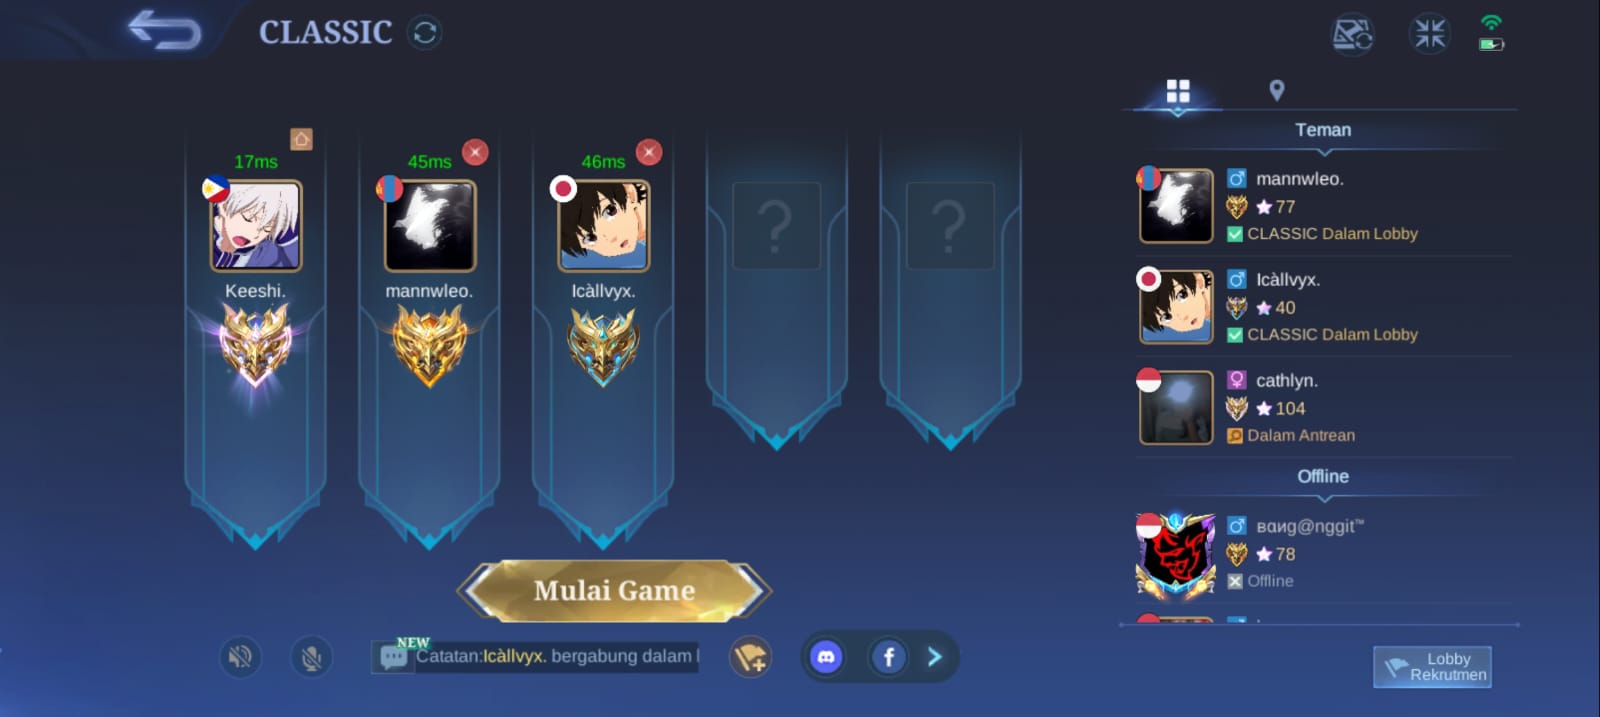 CLASSIC
17ms
45ms
46ms
Keeshi.
mannwleo.
Icàllvyx.
?
?
Mulai Game
NEW
Catatan:Icàllvyx. bergabung dalam
Teman
mannwleo.
77
CLASSIC Dalam Lobby
Icàllvyx.
40
CLASSIC Dalam Lobby
cathlyn.
104
Dalam Antrean
Offline
вαηg@nggit™
78
Offline
Lobby
Rekrutmen